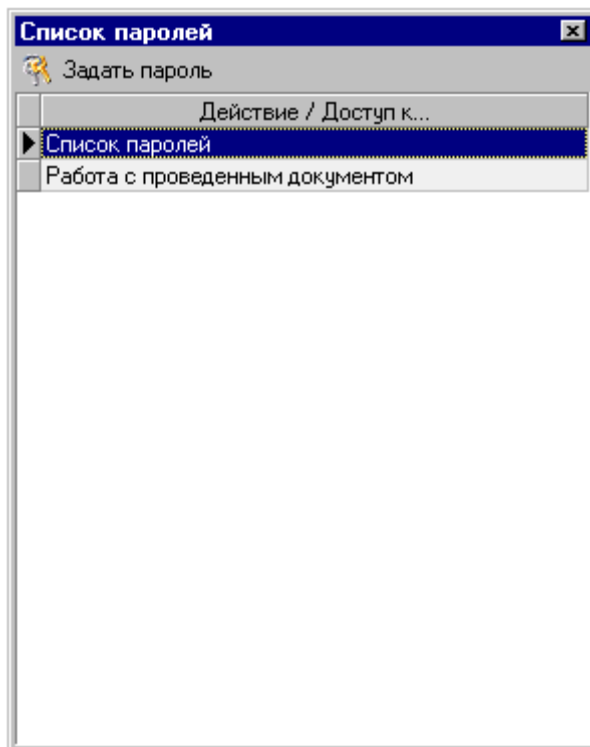 Список паролей
Задать пароль
Действие / Доступ к...
Список паролей
Работа с проведенным документом